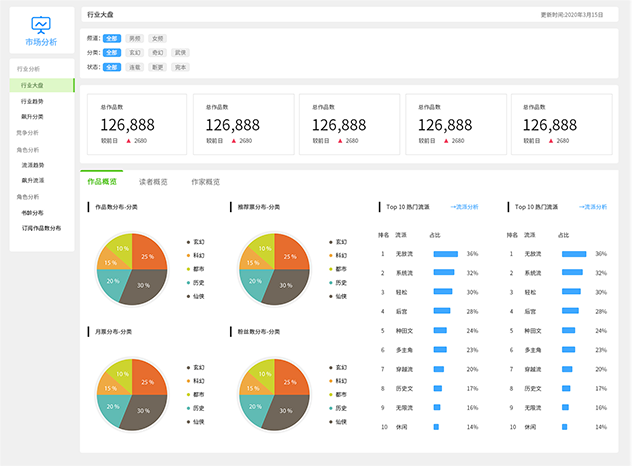 市场分析
行业分析
行业大盘
行业趋势
飙升分类
竞争分析
角色分析
流派趋势
飙升流派
角色分析
书龄分布
订阅作品数分布
行业大盘
更新时间:2020年3月15日
频道: 全部 男频 女频
分类: 全部 玄幻 奇幻 武侠
状态: 全部 连载 断更 完本
总作品数 总作品数 总作品数 总作品数 总作品数
126,888 126,888 126,888 126,888 126,888
较前日 ▲ 2680 较前日 ▲ 2680 较前日 ▲ 2680 较前日 ▲ 2680 较前日 ▲ 2680
作品概览 读者概览 作家概览
作品数分布-分类
10 %
25 %
15 %
20 %
30 %
玄幻
科幻
都市
历史
仙侠
推荐票分布-分类
10 %
25 %
15 %
20 %
30 %
玄幻
科幻
都市
历史
仙侠
月票分布-分类
10 %
25 %
15 %
20 %
30 %
玄幻
科幻
都市
历史
仙侠
粉丝数分布-分类
10 %
25 %
15 %
20 %
30 %
玄幻
科幻
都市
历史
仙侠
Top 10 热门流派 →流派分析
排名 流派 占比
1 无敌流 36%
2 系统流 32%
3 轻松 30%
4 后宫 28%
5 种田文 24%
6 多主角 23%
7 穿越流 20%
8 历史文 17%
9 无限流 16%
10 休闲 14%
Top 10 热门流派 →流派分析
排名 流派 占比
1 无敌流 36%
2 系统流 32%
3 轻松 30%
4 后宫 28%
5 种田文 24%
6 多主角 23%
7 穿越流 20%
8 历史文 17%
9 无限流 16%
10 休闲 14%